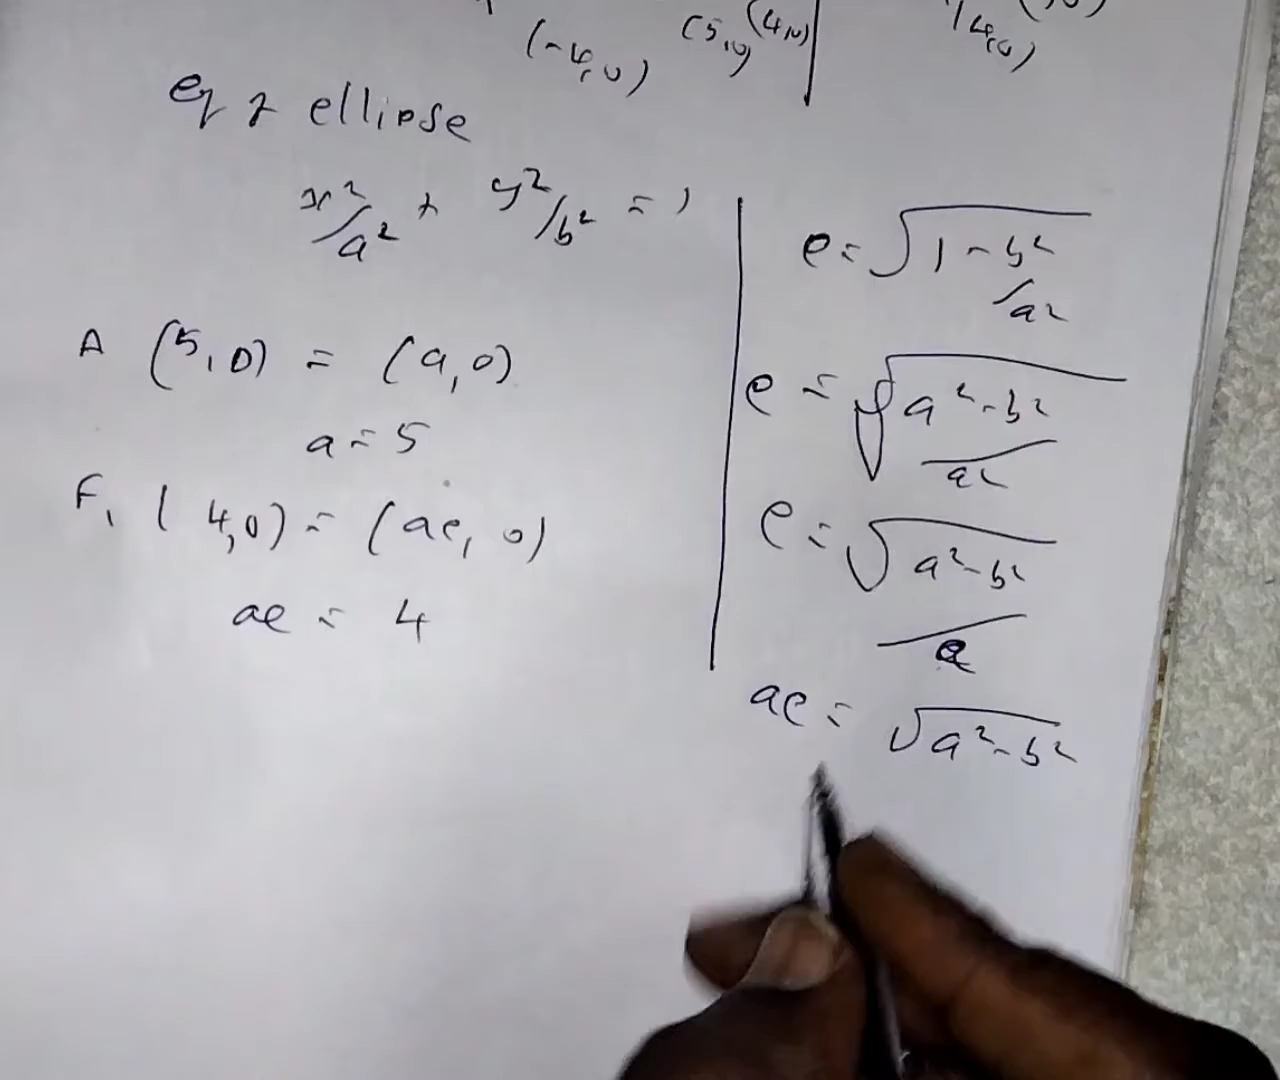 (-4,0) (5,0) (4,0) (4,0)
eq of ellipse
x²/a² + y²/b² = 1
A (5,0) = (a,0)
a = 5
F₁ (4,0) = (ae,0)
ae = 4
e = √1-b²/a²
e = √a²-b²/a²
e = √a²-b²/a
ae = √a²-b²